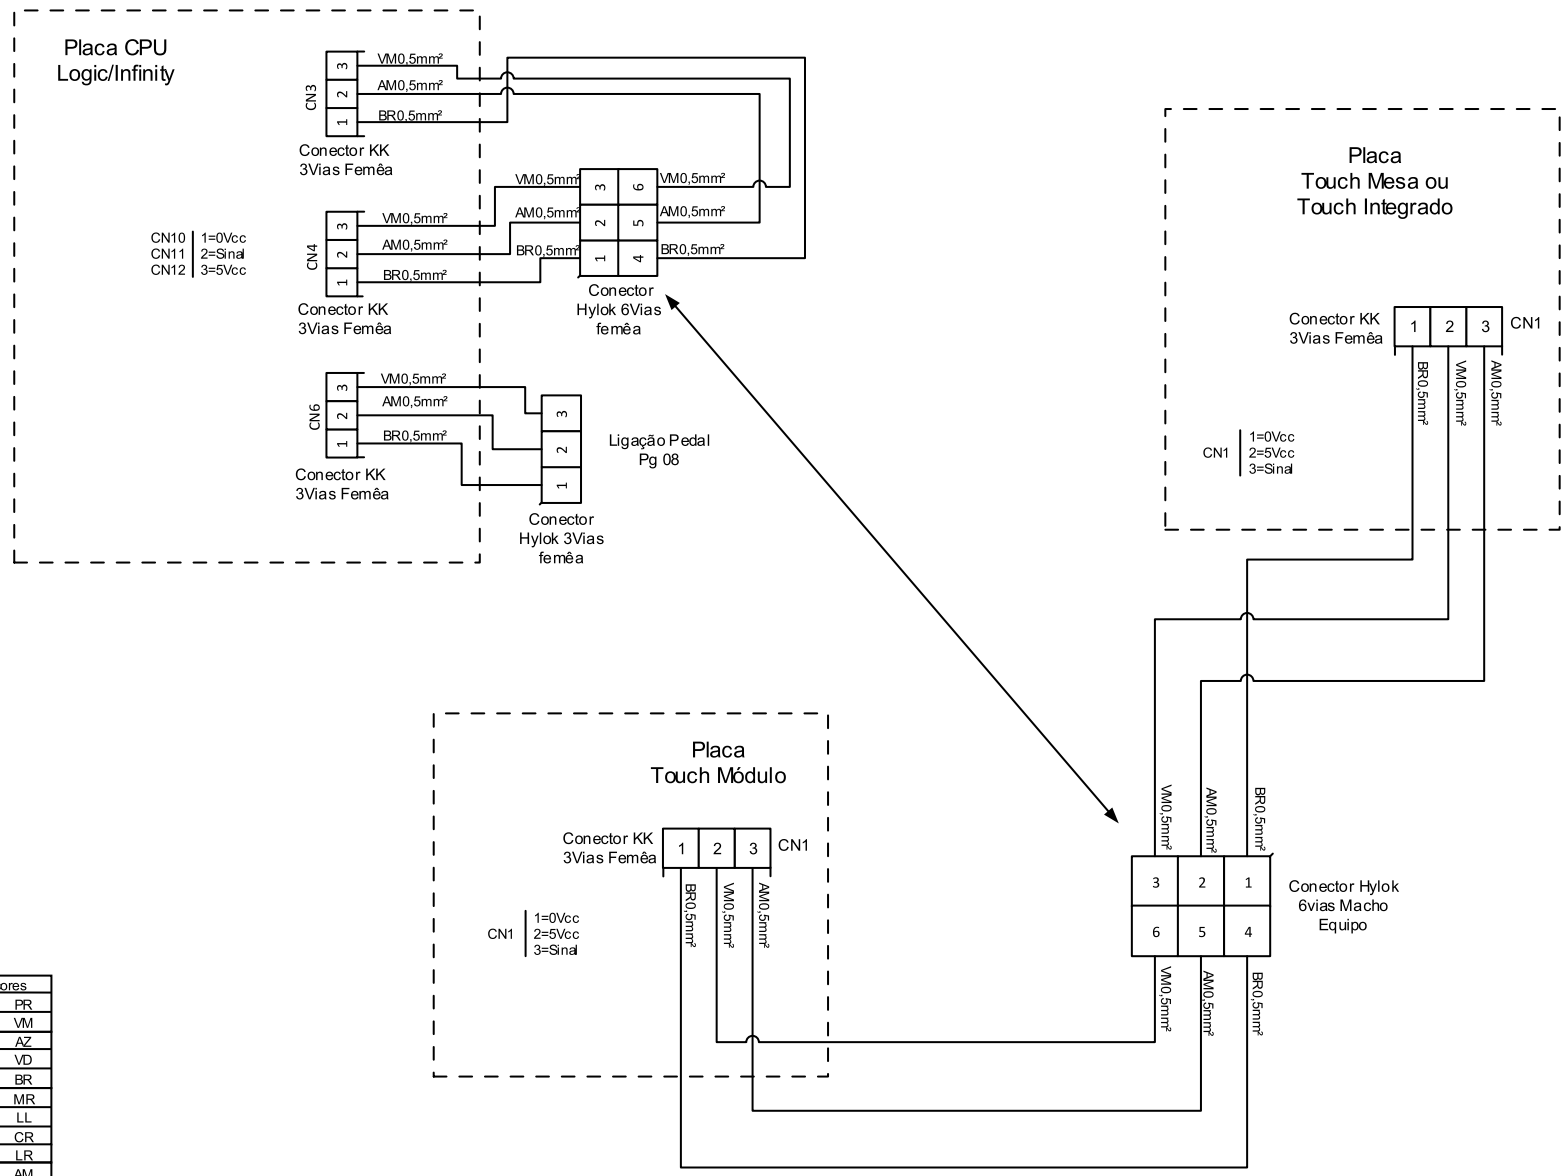 Placa CPU
Logic/Infinity
CN3
3
2
1
VM0,5mm²
AM0,5mm²
BR0,5mm²
Conector KK
3Vias Femêa
CN10 1=0Vcc
CN11 2=Sinal
CN12 3=5Vcc
CN4
3
2
1
VM0,5mm²
AM0,5mm²
BR0,5mm²
Conector KK
3Vias Femêa
VM0,5mm²
AM0,5mm²
BR0,5mm²
3 6
2 5
1 4
VM0,5mm²
AM0,5mm²
BR0,5mm²
Conector
Hylok 6Vias
femêa
CN6
3
2
1
VM0,5mm²
AM0,5mm²
BR0,5mm²
Conector KK
3Vias Femêa
3
2
1
Ligação Pedal
Pg 08
Conector
Hylok 3Vias
femêa
Placa
Touch Mesa ou
Touch Integrado
Conector KK
3Vias Femêa
1 2 3
CN1
BR0,5mm²
VM0,5mm²
AM0,5mm²
CN1
1=0Vcc
2=5Vcc
3=Sinal
Placa
Touch Módulo
Conector KK
3Vias Femêa
1 2 3
CN1
BR0,5mm²
VM0,5mm²
AM0,5mm²
CN1
1=0Vcc
2=5Vcc
3=Sinal
VM0,5mm²
AM0,5mm²
BR0,5mm²
3 2 1
6 5 4
VM0,5mm²
AM0,5mm²
BR0,5mm²
Conector Hylok
6vias Macho
Equipo
ores
PR
VM
AZ
VD
BR
MR
LL
CR
LR
AM